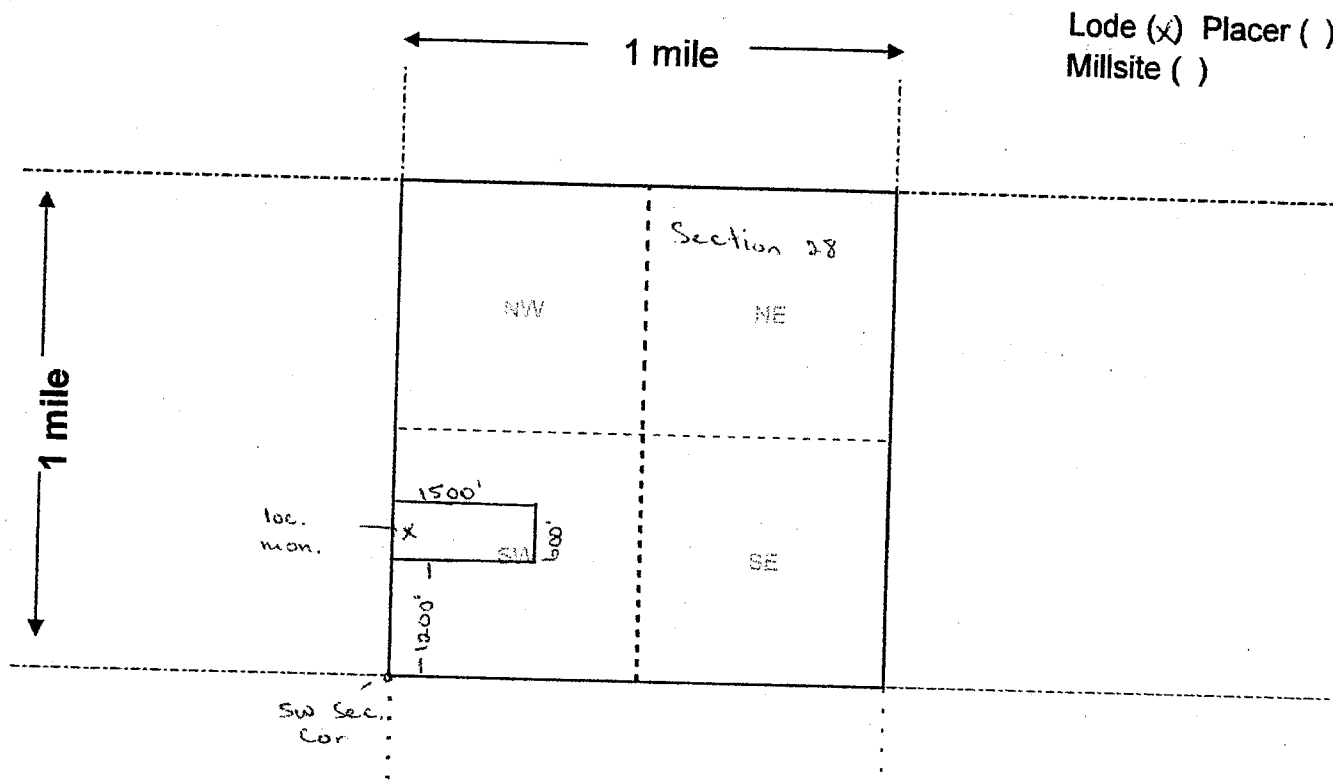 Lode (x) Placer ( )
Millsite ( )
1 mile
Section 28
NW
NE
1 mile
1500'
loc.
mon.
x
SW
600'
SE
1200'
SW Sec.
Cor